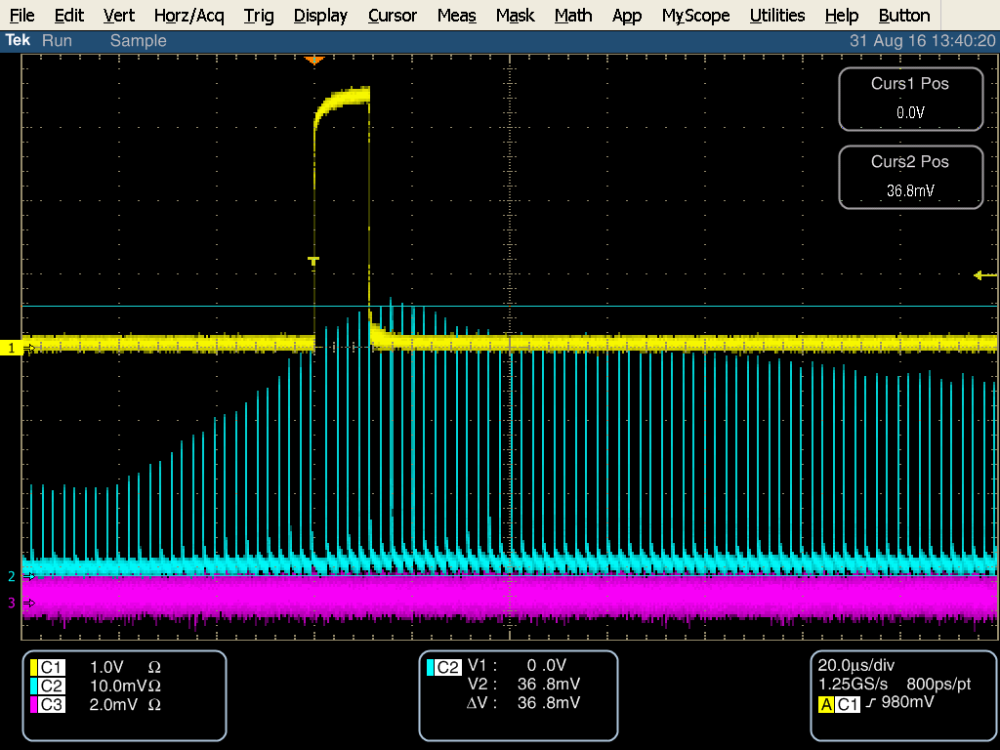 File Edit Vert Horz/Acq Trig Display Cursor Meas Mask Math App MyScope Utilities Help Button
Tek Run Sample 31 Aug 16 13:40:20
Curs1 Pos
0.0V
Curs2 Pos
36.8mV
T
1
2
3
C1 1.0V Ω
C2 10.0mV Ω
C3 2.0mV Ω
C2 V1 : 0 .0V
V2 : 36 .8mV
ΔV : 36 .8mV
20.0μs/div
1.25GS/s 800ps/pt
A C1 980mV